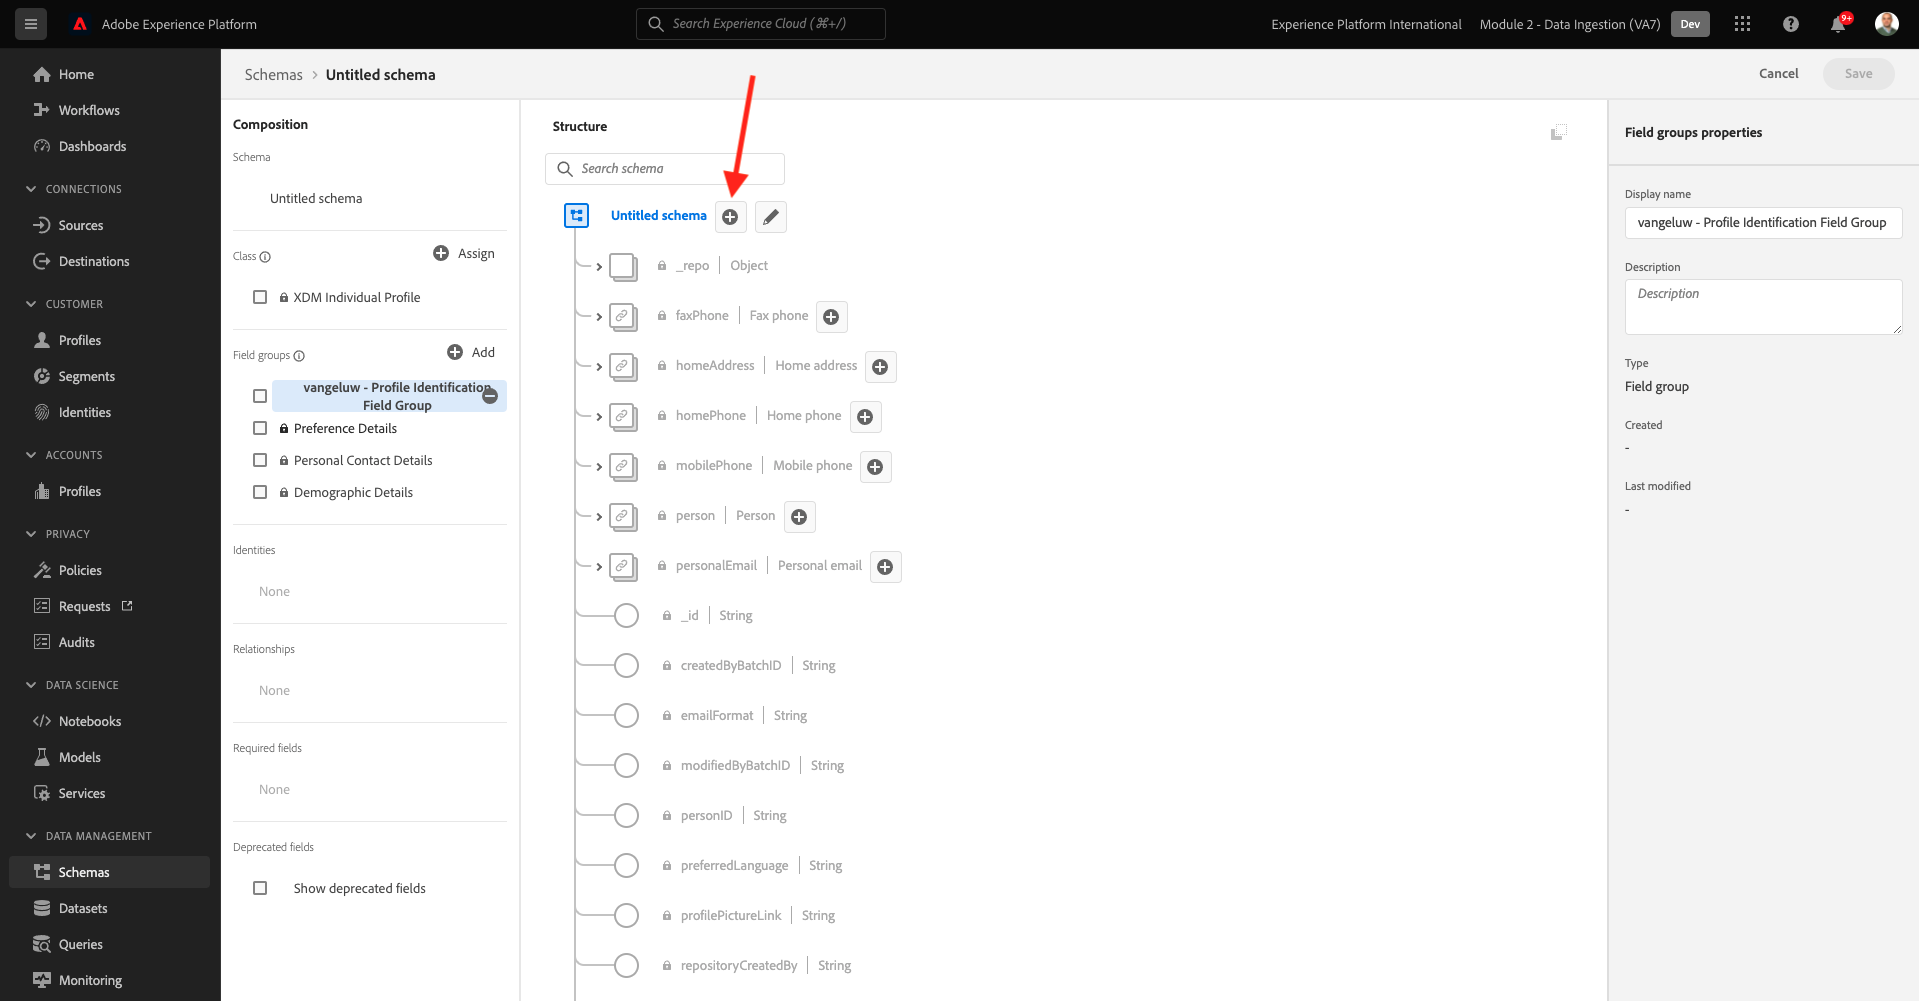 Adobe Experience Platform
Search Experience Cloud (⌘+/)
Experience Platform International
Module 2 - Data Ingestion (VA7)
Dev
9+
Home
Workflows
Dashboards
CONNECTIONS
Sources
Destinations
CUSTOMER
Profiles
Segments
Identities
ACCOUNTS
Profiles
PRIVACY
Policies
Requests
Audits
DATA SCIENCE
Notebooks
Models
Services
DATA MANAGEMENT
Schemas
Datasets
Queries
Monitoring
Schemas > Untitled schema
Cancel
Save
Composition
Schema
Untitled schema
Class
Assign
XDM Individual Profile
Field groups
Add
vangeluw - Profile Identification
Field Group
Preference Details
Personal Contact Details
Demographic Details
Identities
None
Relationships
None
Required fields
None
Deprecated fields
Show deprecated fields
Structure
Search schema
Untitled schema
_repo | Object
faxPhone | Fax phone
homeAddress | Home address
homePhone | Home phone
mobilePhone | Mobile phone
person | Person
personalEmail | Personal email
_id | String
createdByBatchID | String
emailFormat | String
modifiedByBatchID | String
personID | String
preferredLanguage | String
profilePictureLink | String
repositoryCreatedBy | String
Field groups properties
Display name
vangeluw - Profile Identification Field Group
Description
Description
Type
Field group
Created
-
Last modified
-